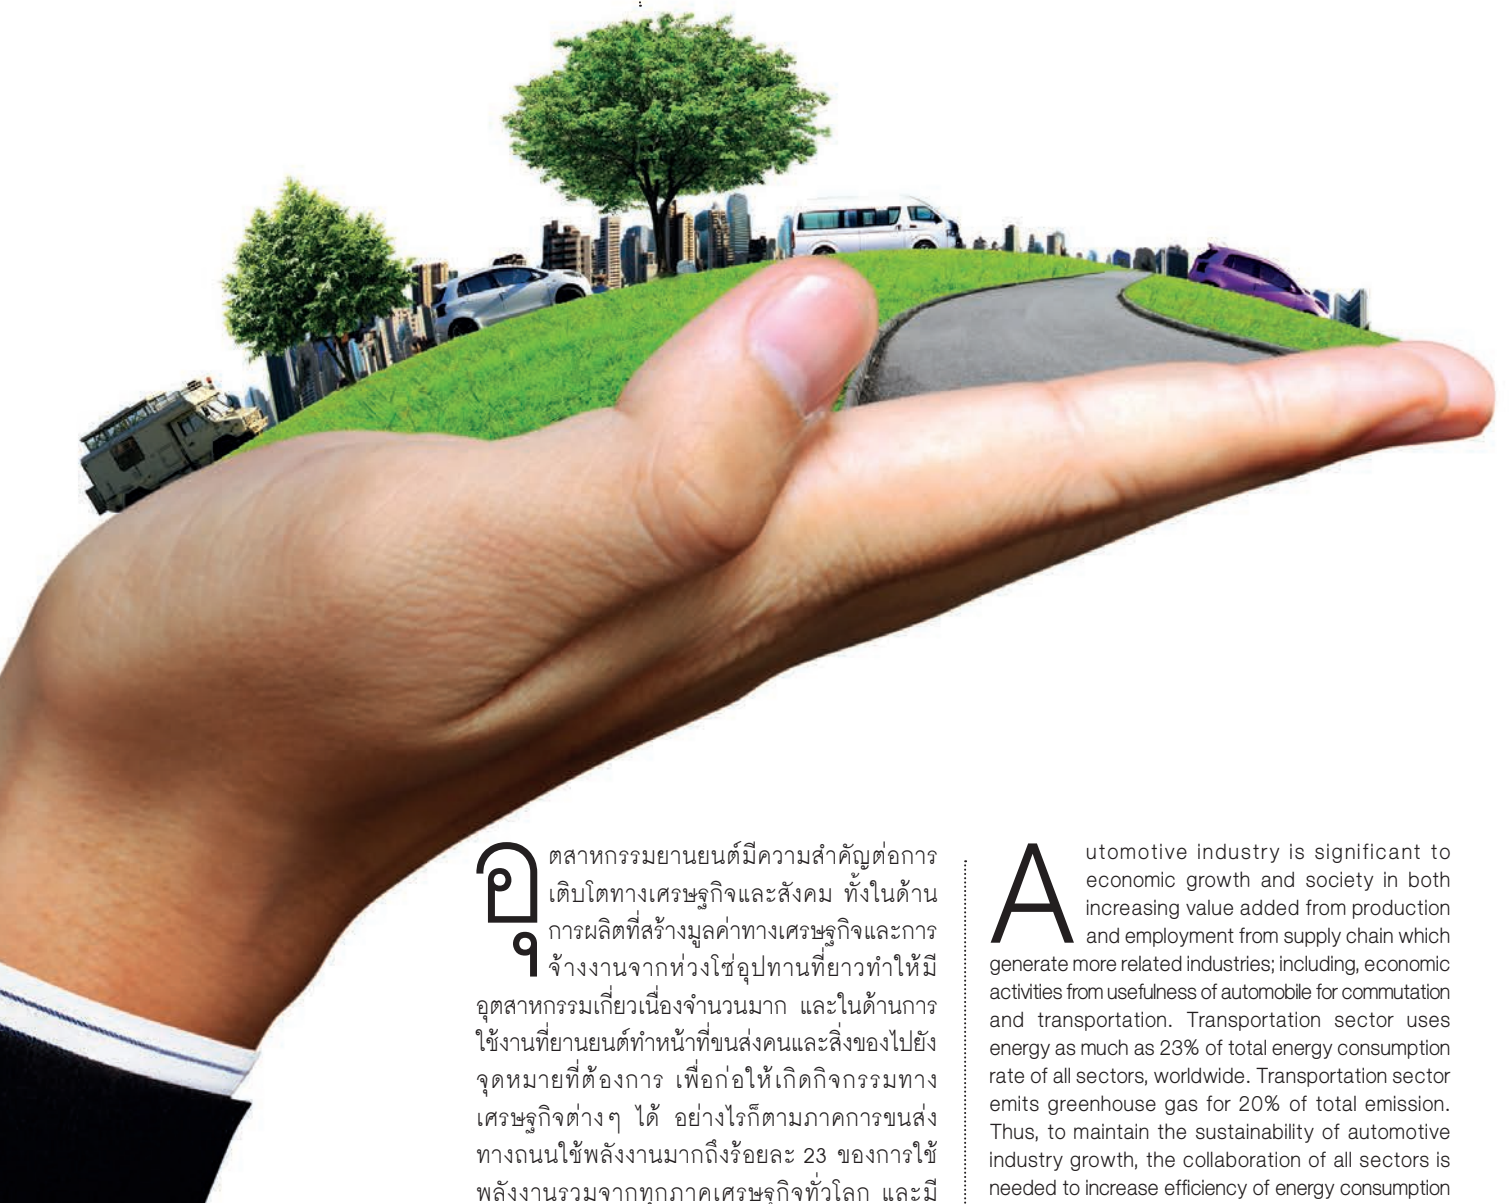 อุตสาหกรรมยานยนต์มีความสำคัญต่อการ
เติบโตทางเศรษฐกิจและสังคม ทั้งในด้าน
การผลิตที่สร้างมูลค่าทางเศรษฐกิจและการ
จ้างงานจากห่วงโซ่อุปทานที่ยาวทำให้มี
อุตสาหกรรมเกี่ยวเนื่องจำนวนมาก และในด้านการ
ใช้งานที่ยานยนต์ทำหน้าที่ขนส่งคนและสิ่งของไปยัง
จุดหมายที่ต้องการ เพื่อก่อให้เกิดกิจกรรมทาง
เศรษฐกิจต่างๆ ได้ อย่างไรก็ตามภาคการขนส่ง
ทางถนนใช้พลังงานมากถึงร้อยละ 23 ของการใช้
พลังงานรวมจากทุกภาคเศรษฐกิจทั่วโลก และมี
Automotive industry is significant to
economic growth and society in both
increasing value added from production
and employment from supply chain which
generate more related industries; including, economic
activities from usefulness of automobile for commutation
and transportation. Transportation sector uses
energy as much as 23% of total energy consumption
rate of all sectors, worldwide. Transportation sector
emits greenhouse gas for 20% of total emission.
Thus, to maintain the sustainability of automotive
industry growth, the collaboration of all sectors is
needed to increase efficiency of energy consumption